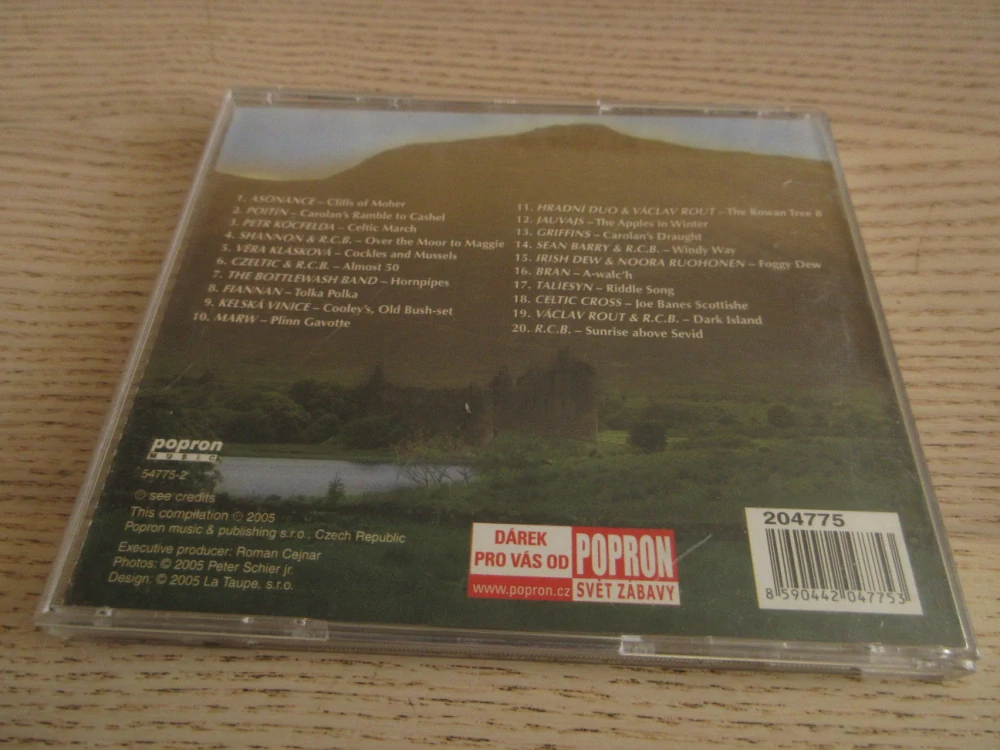 1. ASONANCE – Cliffs of Moher
2. POITÍN – Carolan's Ramble to Cashel
3. PETR KOCFELDA – Celtic March
4. SHANNON & R.C.B. – Over the Moor to Maggie
5. VĚRA KLÁSKOVÁ – Cockles and Mussels
6. CZELTIC & R.C.B. – Almost 50
7. THE BOTTLEWASH BAND – Hornpipes
8. FIANNAN – Tolka Polka
9. KELSKÁ VINICE – Cooley's, Old Bush-set
10. MARW – Plinn Gavotte
11. HRADNÍ DUO & VÁCLAV ROUT – The Rowan Tree 8
12. JAUVAJS – The Apples in Winter
13. GRIFFINS – Carolan's Draught
14. SEAN BARRY & R.C.B. – Windy Way
15. IRISH DEW & NOORA RUOHONEN – Foggy Dew
16. BRAN – A-walc'h
17. TALIESYN – Riddle Song
18. CELTIC CROSS – Joe Banes Scottishe
19. VÁCLAV ROUT & R.C.B. – Dark Island
20. R.C.B. – Sunrise above Sevid
popron
MUSIC
54775-2
℗ see credits
This compilation ℗ 2005
Popron music & publishing s.r.o., Czech Republic
Executive producer: Roman Cejnar
Photos: © 2005 Peter Schier jr.
Design: © 2005 La Taupe, s.r.o.
DÁREK
PRO VÁS OD
www.popron.cz
POPRON
SVĚT ZÁBAVY
204775
8 590442 047753